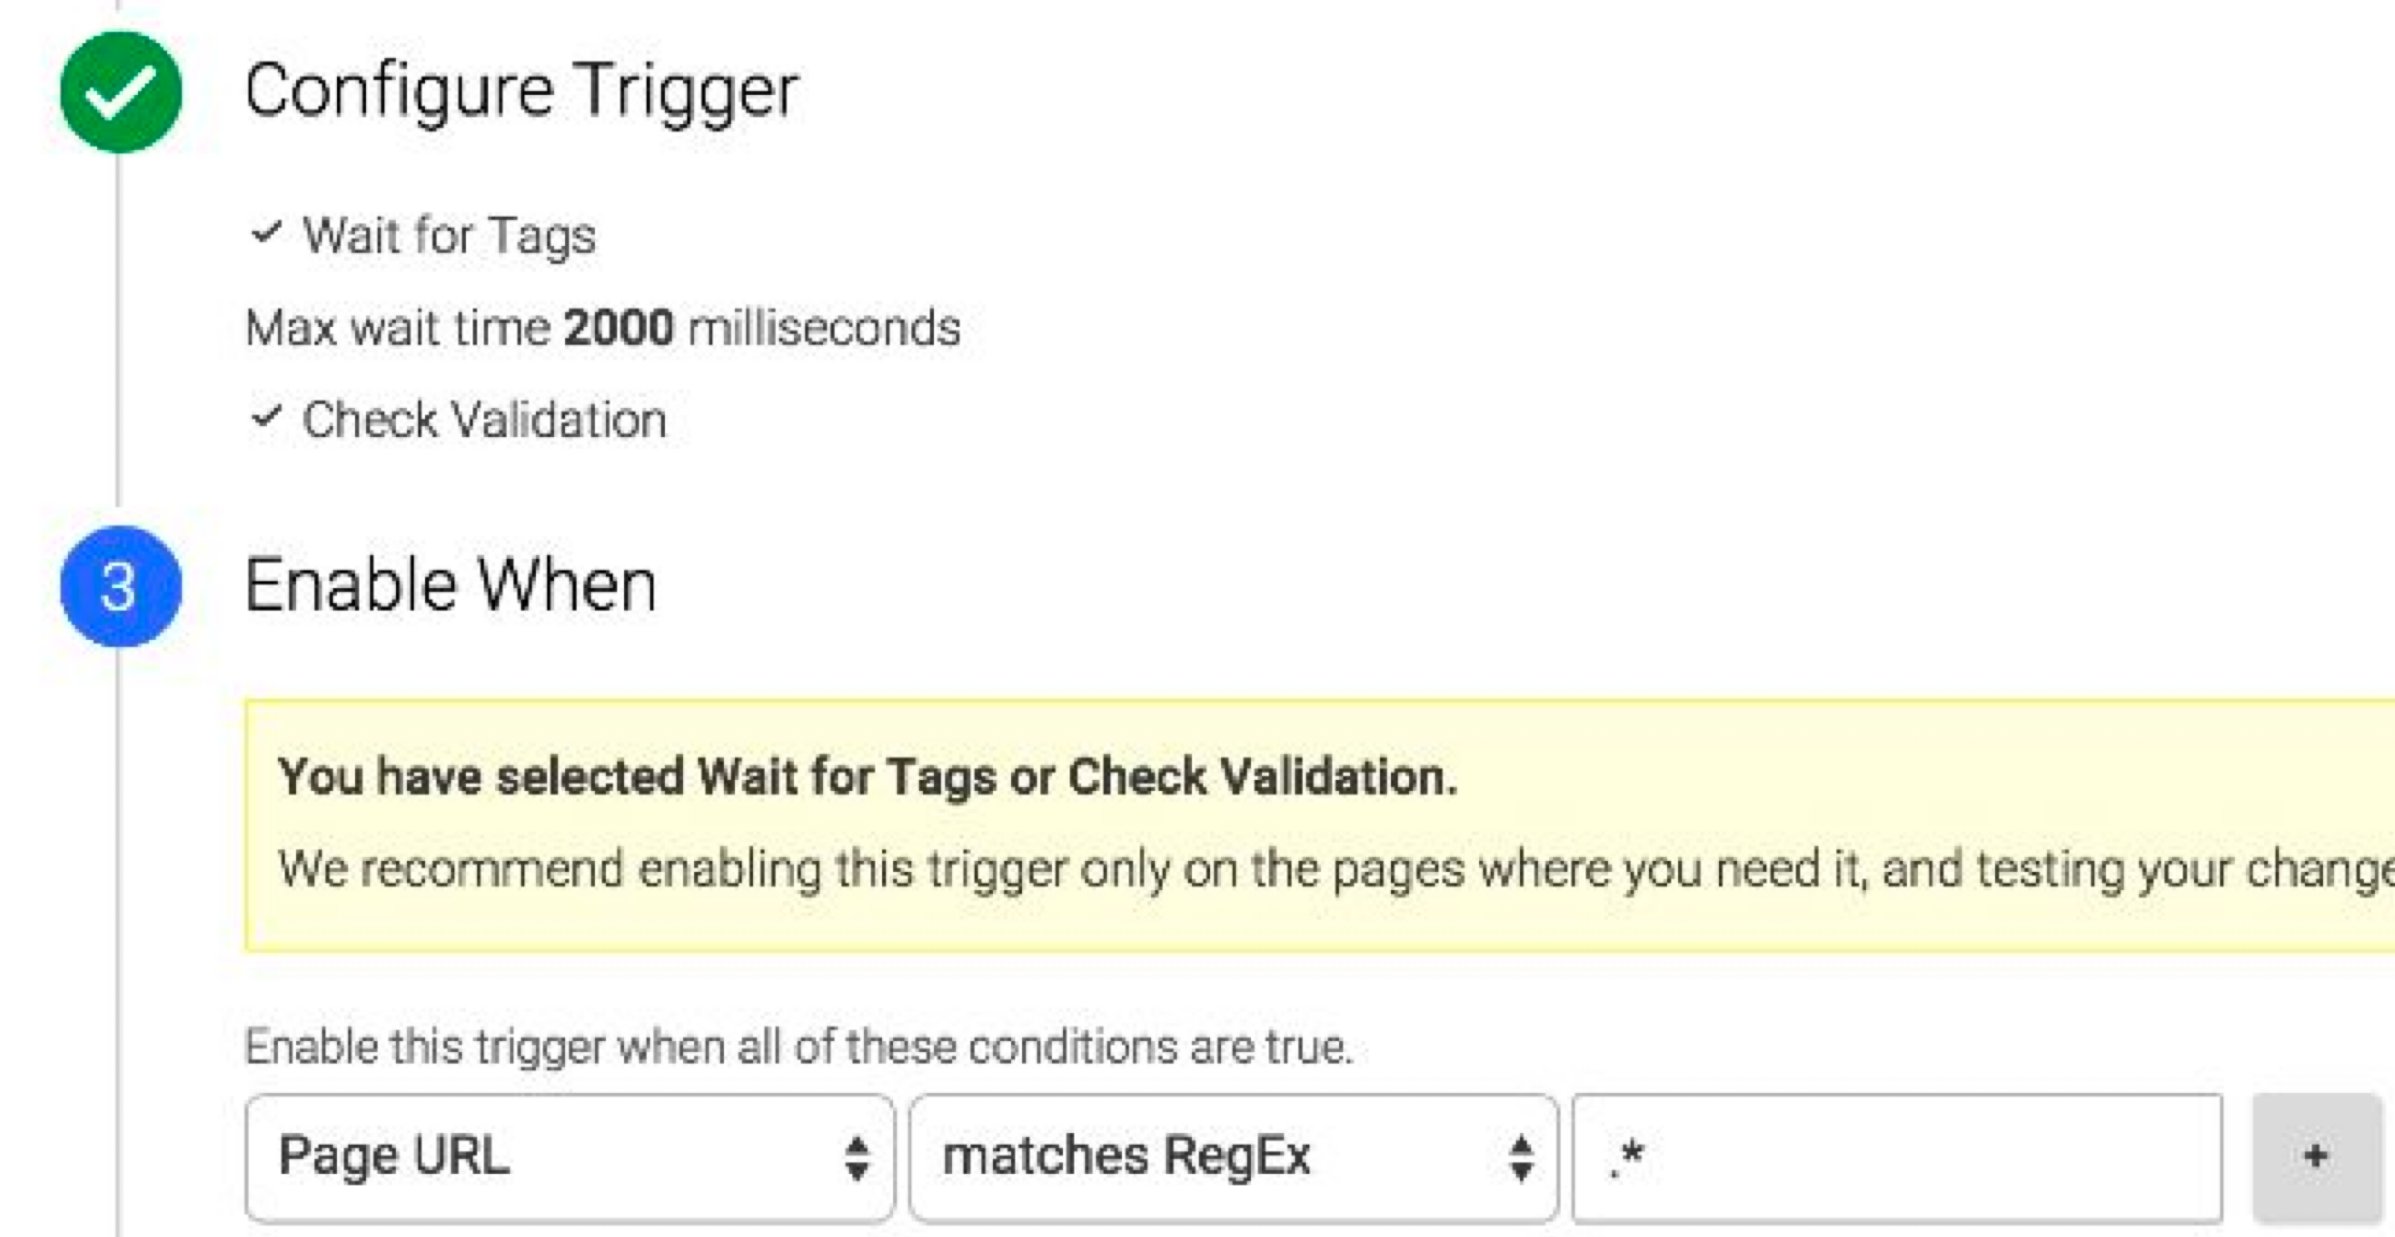 Configure Trigger
Wait for Tags
Max wait time 2000 milliseconds
Check Validation
3
Enable When
You have selected Wait for Tags or Check Validation.
We recommend enabling this trigger only on the pages where you need it, and testing your change
Enable this trigger when all of these conditions are true.
Page URL matches RegEx .* +